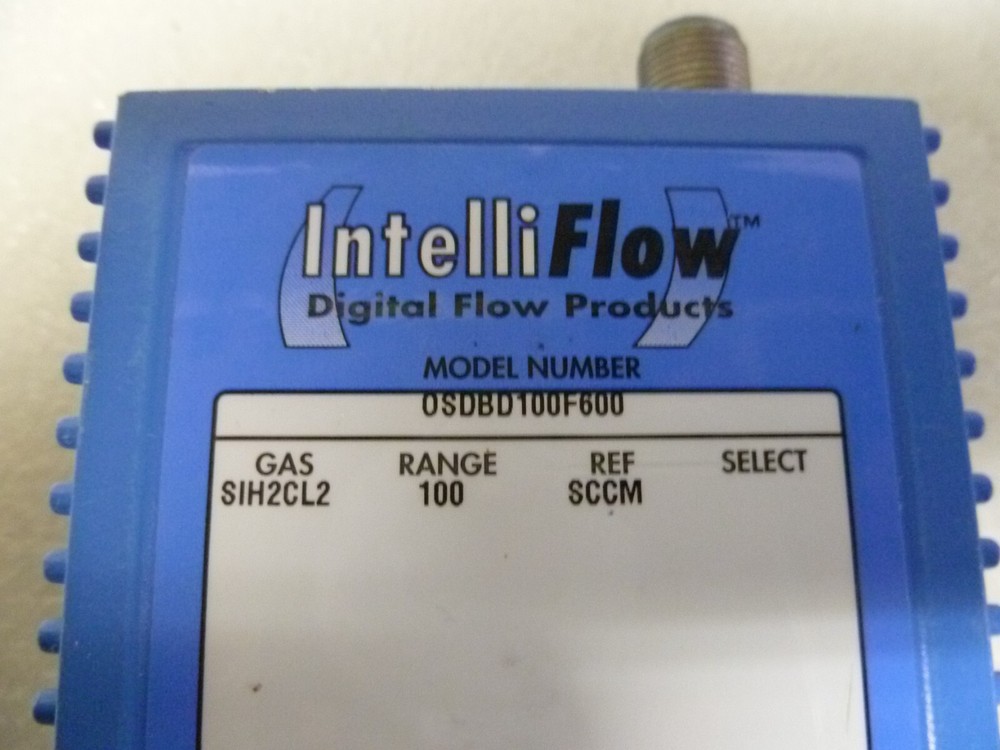 IntelliFlow™
Digital Flow Products
MODEL NUMBER
OSDBD100F600
GAS RANGE REF SELECT
SIH2CL2 100 SCCM